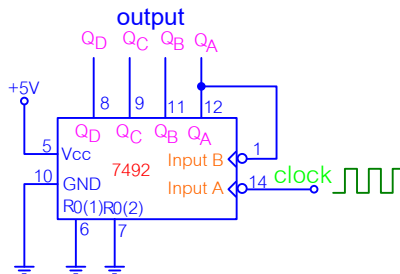 output
QD QC QB QA
+5V
8 9 11 12
QD QC QB QA
1
5 Vcc 7492 Input B
10 GND Input A 14 clock
R0(1) R0(2)
6 7